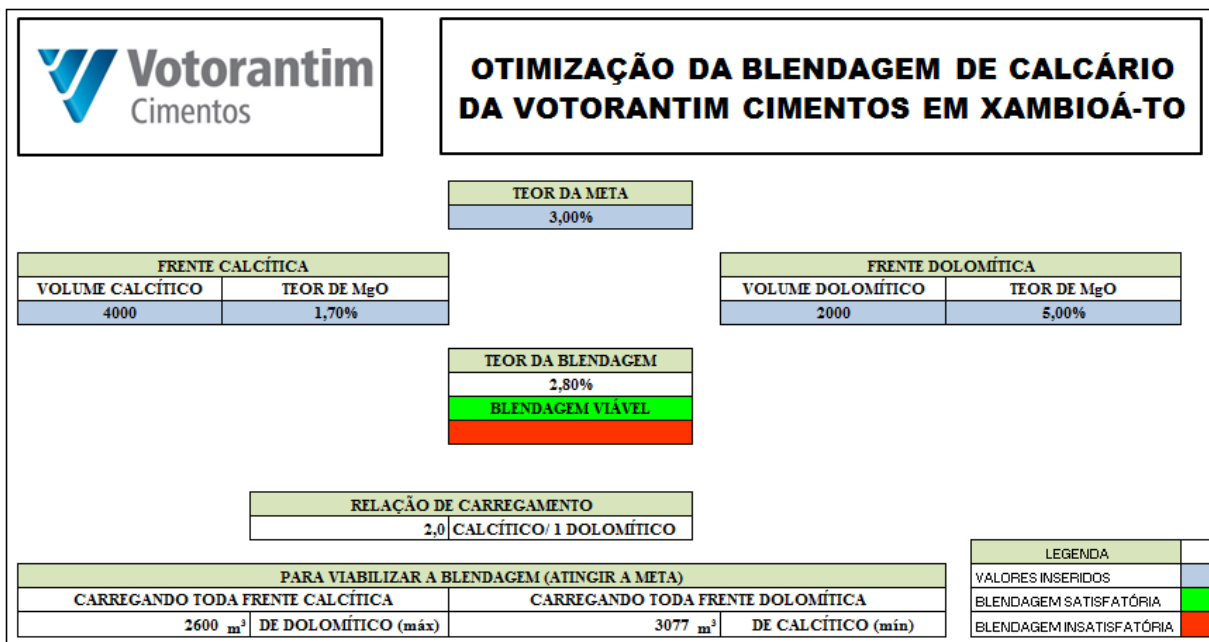 Votorantim
Cimentos
OTIMIZAÇÃO DA BLENDAGEM DE CALCÁRIO
DA VOTORANTIM CIMENTOS EM XAMBIOÁ-TO
TEOR DA META
3,00%
FRENTE CALCÍTICA
VOLUME CALCÍTICO TEOR DE MgO
4000 1,70%
FRENTE DOLOMÍTICA
VOLUME DOLOMÍTICO TEOR DE MgO
2000 5,00%
TEOR DA BLENDAGEM
2,80%
BLENDAGEM VIÁVEL
RELAÇÃO DE CARREGAMENTO
2,0 CALCÍTICO/ 1 DOLOMÍTICO
PARA VIABILIZAR A BLENDAGEM (ATINGIR A META)
CARREGANDO TODA FRENTE CALCÍTICA CARREGANDO TODA FRENTE DOLOMÍTICA
2600 m³ DE DOLOMÍTICO (máx) 3077 m³ DE CALCÍTICO (mín)
LEGENDA
VALORES INSERIDOS
BLENDAGEM SATISFATÓRIA
BLENDAGEM INSATISFATÓRIA